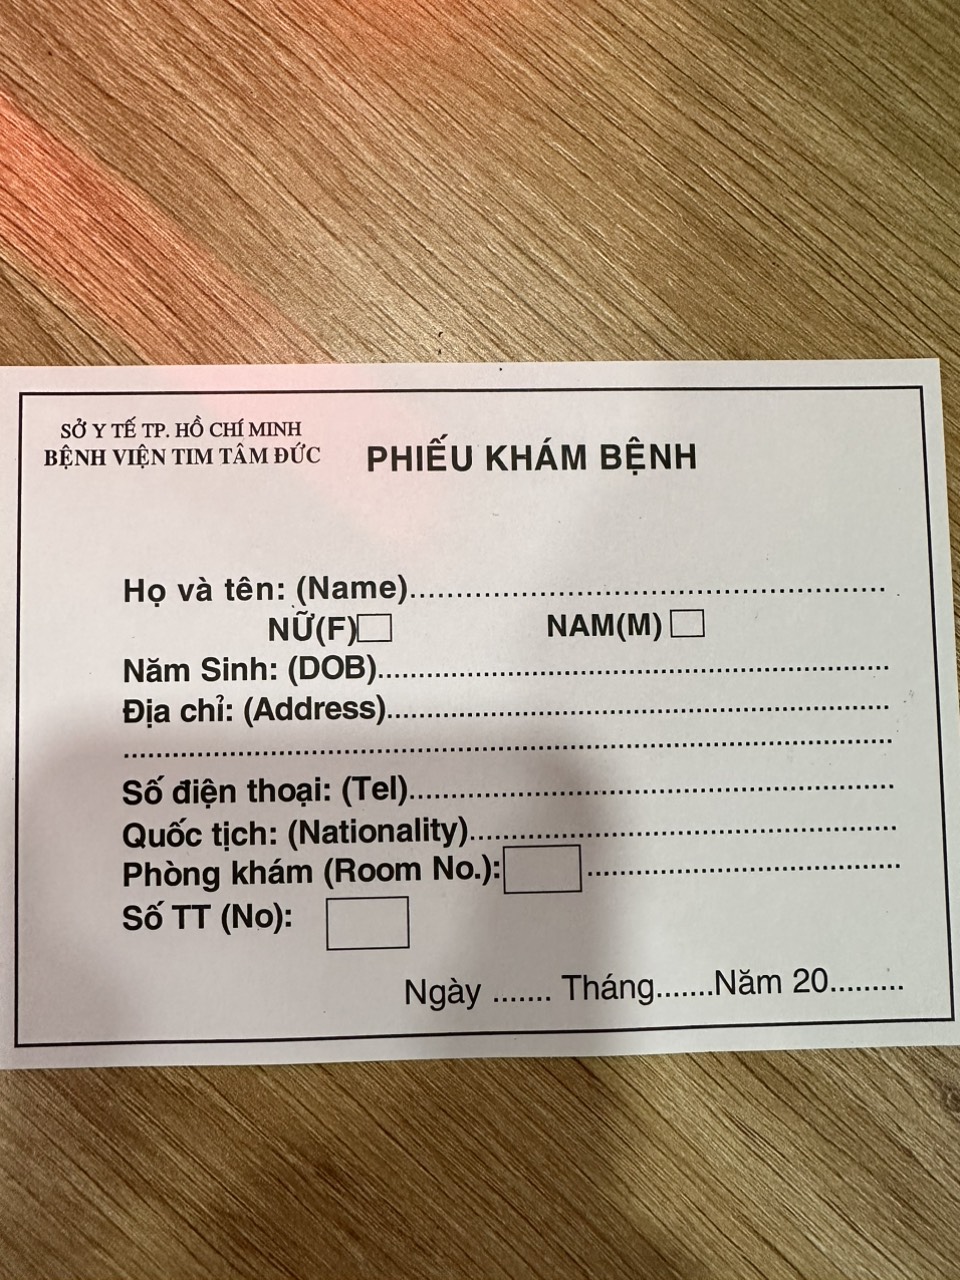 SỞ Y TẾ TP. HỒ CHÍ MINH
BỆNH VIỆN TIM TÂM ĐỨC
PHIẾU KHÁM BỆNH
Họ và tên: (Name)....................................................
NỮ(F) NAM(M)
Năm Sinh: (DOB)..............................................................
Địa chỉ: (Address).............................................................
..............................................................................................
Số điện thoại: (Tel)...........................................................
Quốc tịch: (Nationality)....................................................
Phòng khám (Room No.): ......................................
Số TT (No):
Ngày ....... Tháng.......Năm 20.........